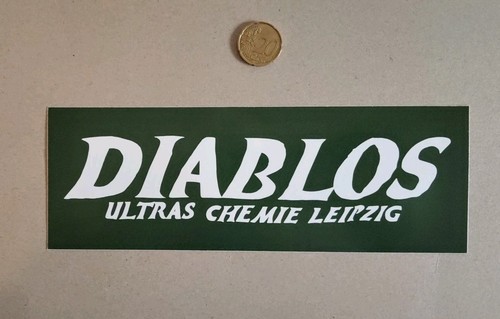 DIABLOS
ULTRAS CHEMIE LEIPZIG